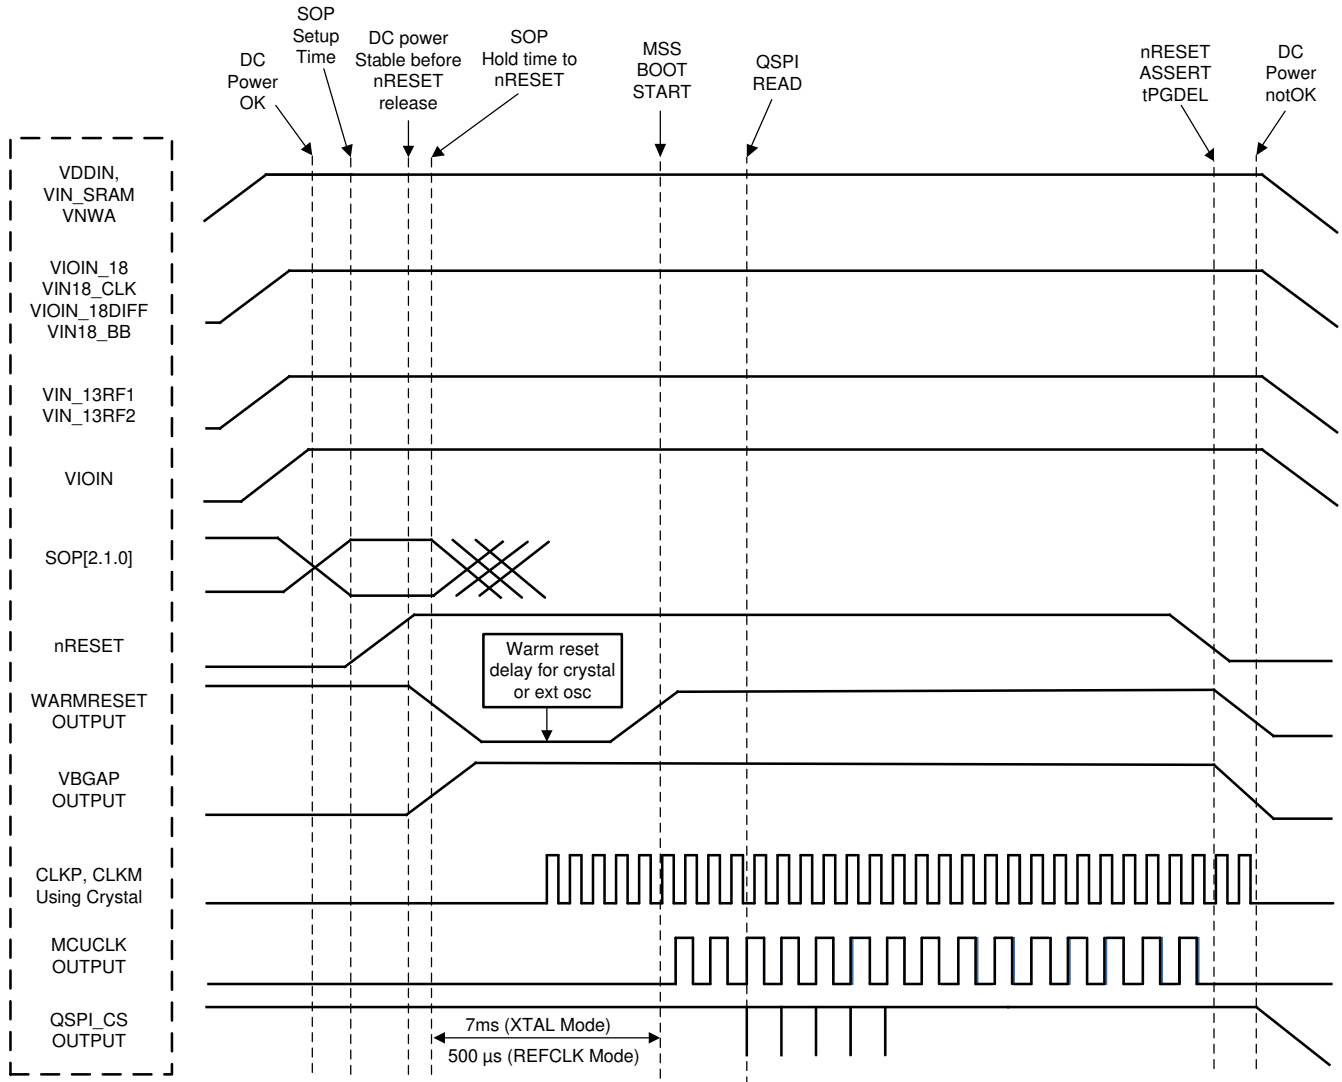 DC
Power
OK
SOP
Setup
Time
DC power
Stable before
nRESET
release
SOP
Hold time to
nRESET
MSS
BOOT
START
QSPI
READ
nRESET
ASSERT
tPGDEL
DC
Power
notOK
VDDIN,
VIN_SRAM
VNWA
VIOIN_18
VIN18_CLK
VIOIN_18DIFF
VIN18_BB
VIN_13RF1
VIN_13RF2
VIOIN
SOP[2.1.0]
nRESET
Warm reset
delay for crystal
or ext osc
WARMRESET
OUTPUT
VBGAP
OUTPUT
CLKP, CLKM
Using Crystal
MCUCLK
OUTPUT
QSPI_CS
OUTPUT
7ms (XTAL Mode)
500 µs (REFCLK Mode)